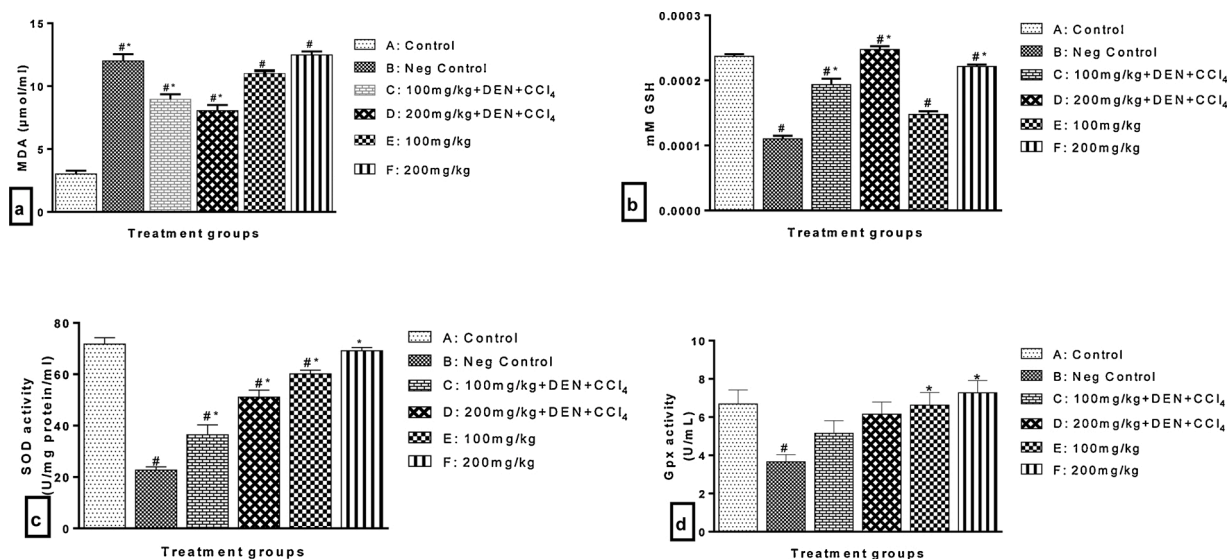 15
10
5
0
MDA (µmol/ml)
#*
#*
#*
#
#
Treatment groups
a
A: Control
B: Neg Control
C: 100mg/kg+DEN+CCl₄
D: 200mg/kg+DEN+CCl₄
E: 100mg/kg
F: 200mg/kg
0.0003
0.0002
0.0001
0.0000
mM GSH
#
#*
#*
#
#*
Treatment groups
b
A: Control
B: Neg Control
C: 100mg/kg+DEN+CCl₄
D: 200mg/kg+DEN+CCl₄
E: 100mg/kg
F: 200mg/kg
80
60
40
20
0
SOD activity
(U/mg protein/ml)
#
#*
#*
#*
*
Treatment groups
c
A: Control
B: Neg Control
C: 100mg/kg+DEN+CCl₄
D: 200mg/kg+DEN+CCl₄
E: 100mg/kg
F: 200mg/kg
10
8
6
4
2
0
Gpx activity
(U/mL)
#
*
*
Treatment groups
d
A: Control
B: Neg Control
C: 100mg/kg+DEN+CCl₄
D: 200mg/kg+DEN+CCl₄
E: 100mg/kg
F: 200mg/kg